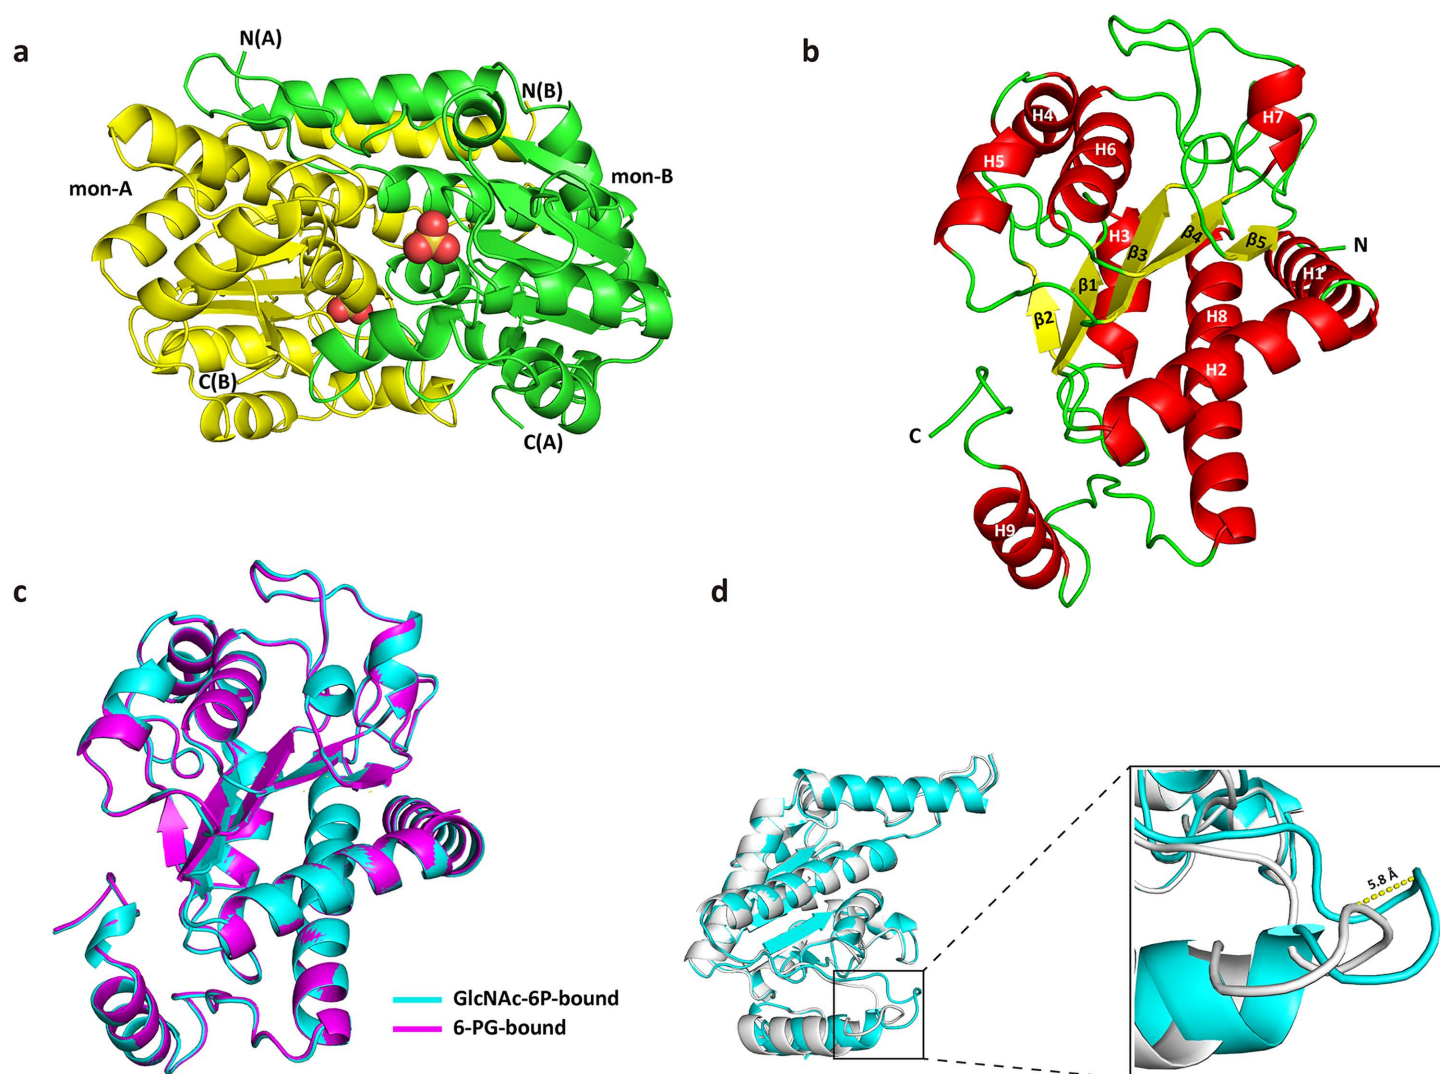 a
N(A)
N(B)
mon-A
mon-B
C(B)
C(A)
b
H4
H7
H5
H6
H3
β4
β3
β5
N
H1
β1
β2
H8
H2
C
H9
c
GlcNAc-6P-bound
6-PG-bound
d
5.8 Å